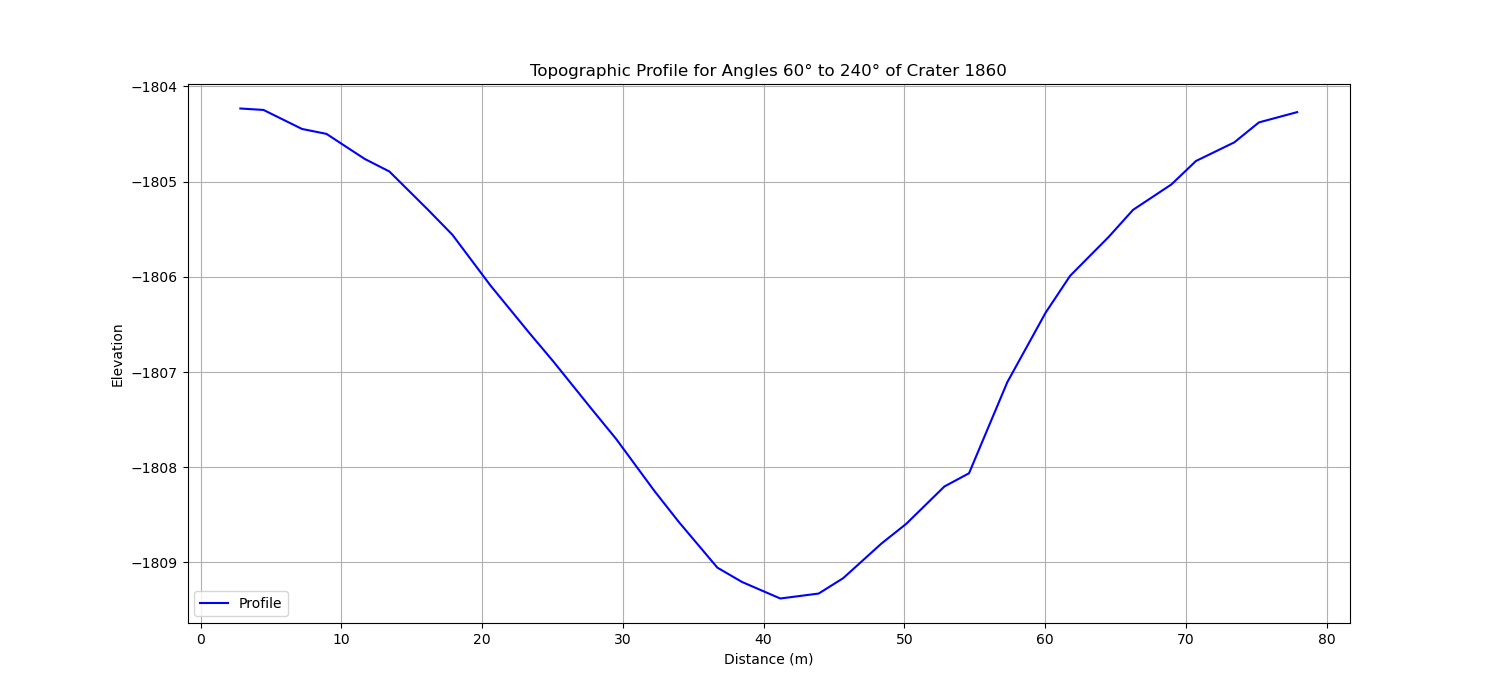 Topographic Profile for Angles 60° to 240° of Crater 1860
−1804
−1805
−1806
−1807
−1808
−1809
Elevation
Profile
0 10 20 30 40 50 60 70 80
Distance (m)